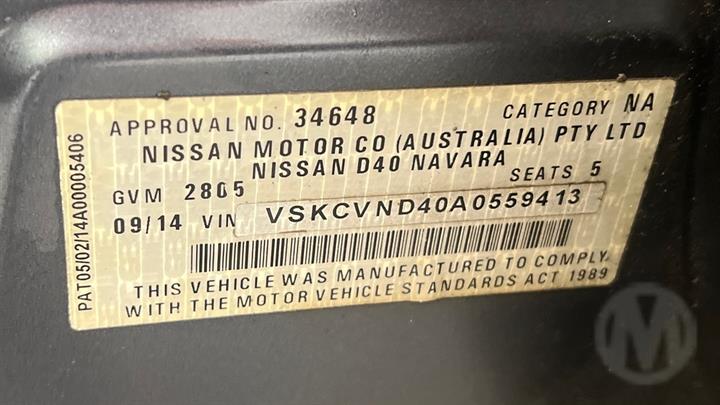 APPROVAL NO. 34648 CATEGORY NA
NISSAN MOTOR CO (AUSTRALIA) PTY LTD
NISSAN D40 NAVARA
GVM 2805 SEATS 5
09/14 VIN VSKCVND40A0559413
THIS VEHICLE WAS MANUFACTURED TO COMPLY
WITH THE MOTOR VEHICLE STANDARDS ACT 1989
PAT05/02/14A00005406
M